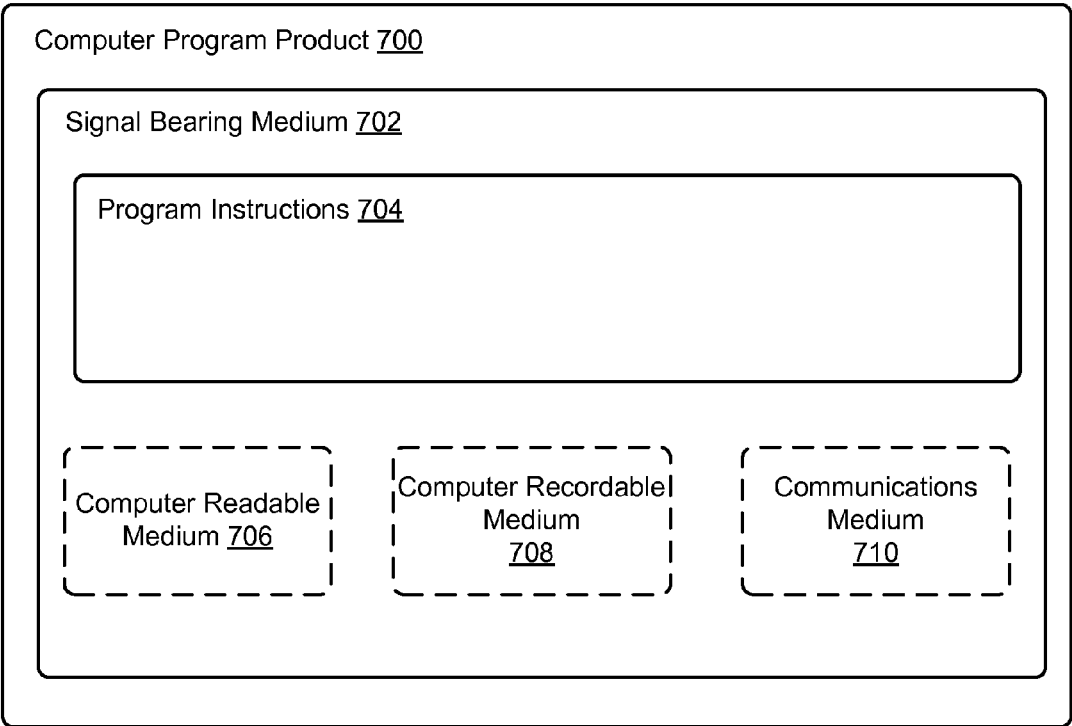 Computer Program Product 700
Signal Bearing Medium 702
Program Instructions 704
Computer Readable
Medium 706
Computer Recordable
Medium
708
Communications
Medium
710